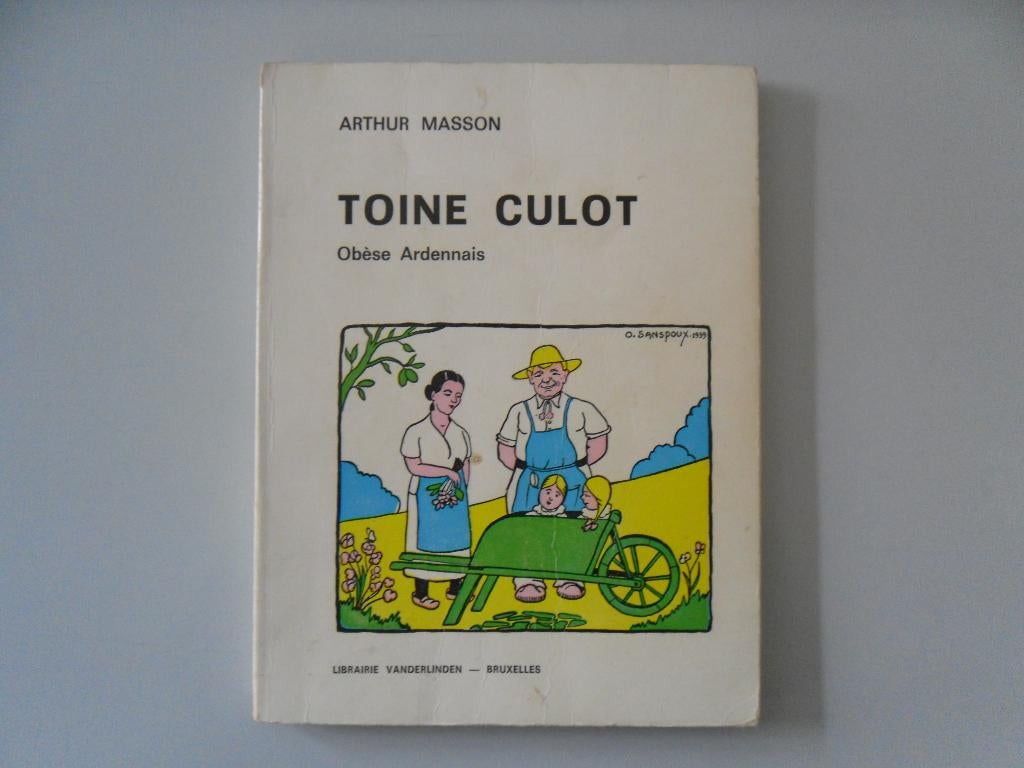 ARTHUR MASSON
TOINE CULOT
Obèse Ardennais
O. SANSPOUX. 1939
LIBRAIRIE VANDERLINDEN — BRUXELLES